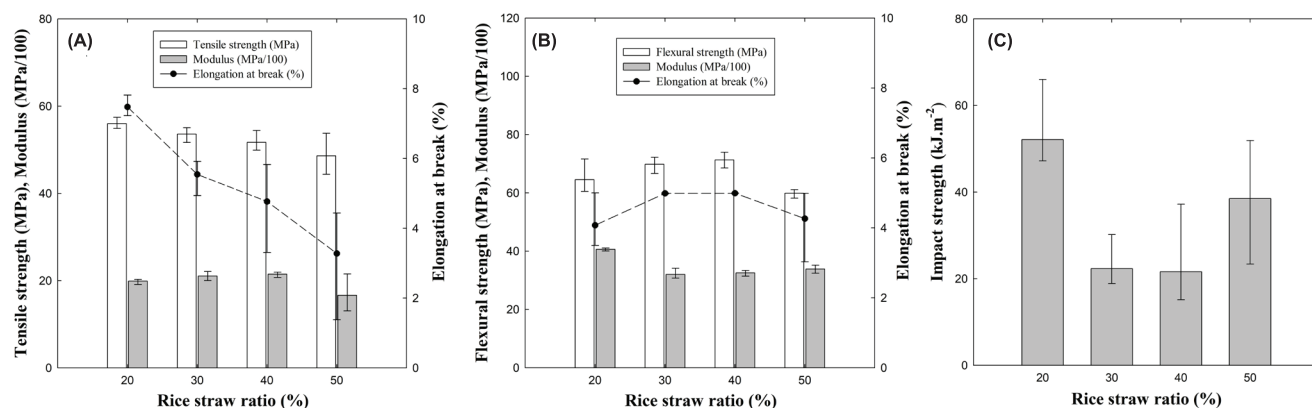 (A)
Tensile strength (MPa)
Modulus (MPa/100)
Elongation at break (%)
Tensile strength (MPa), Modulus (MPa/100)
80
60
40
20
0
10
8
6
4
2
0
Elongation at break (%)
20 30 40 50
Rice straw ratio (%)
(B)
Flexural strength (MPa)
Modulus (MPa/100)
Elongation at break (%)
Flexural strength (MPa), Modulus (MPa/100)
120
100
80
60
40
20
0
10
8
6
4
2
0
Elongation at break (%)
20 30 40 50
Rice straw ratio (%)
(C)
Impact strength (kJ.m-2)
80
60
40
20
0
20 30 40 50
Rice straw ratio (%)